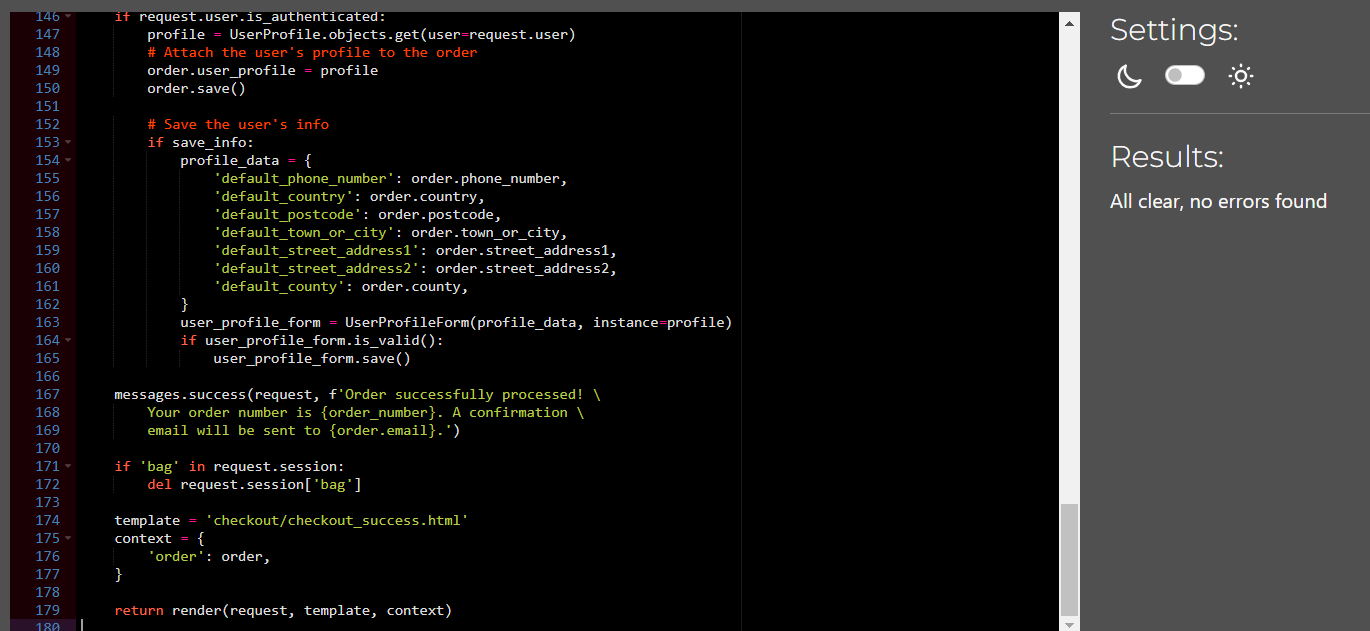 146 if request.user.is_authenticated:
147 profile = UserProfile.objects.get(user=request.user)
148 # Attach the user's profile to the order
149 order.user_profile = profile
150 order.save()
151
152 # Save the user's info
153 if save_info:
154 profile_data = {
155 'default_phone_number': order.phone_number,
156 'default_country': order.country,
157 'default_postcode': order.postcode,
158 'default_town_or_city': order.town_or_city,
159 'default_street_address1': order.street_address1,
160 'default_street_address2': order.street_address2,
161 'default_county': order.county,
162 }
163 user_profile_form = UserProfileForm(profile_data, instance=profile)
164 if user_profile_form.is_valid():
165 user_profile_form.save()
166
167 messages.success(request, f'Order successfully processed! \
168 Your order number is {order_number}. A confirmation \
169 email will be sent to {order.email}.')
170
171 if 'bag' in request.session:
172 del request.session['bag']
173
174 template = 'checkout/checkout_success.html'
175 context = {
176 'order': order,
177 }
178
179 return render(request, template, context)
180
Settings:
Results:
All clear, no errors found